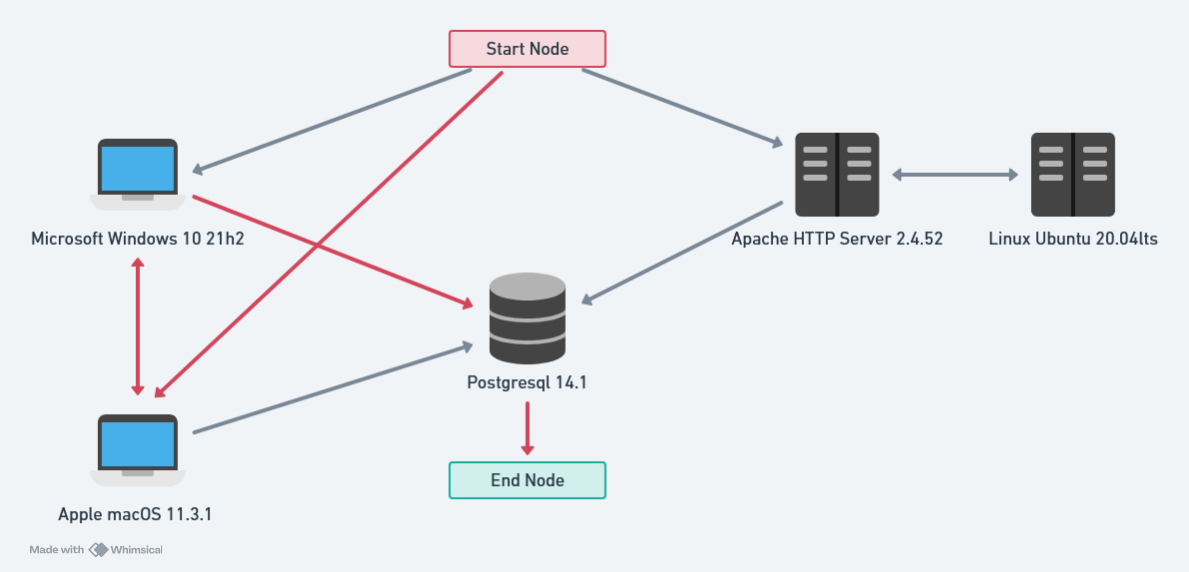 Start Node
Microsoft Windows 10 21h2
Apache HTTP Server 2.4.52
Linux Ubuntu 20.04lts
Postgresql 14.1
End Node
Apple macOS 11.3.1
Made with Whimsical